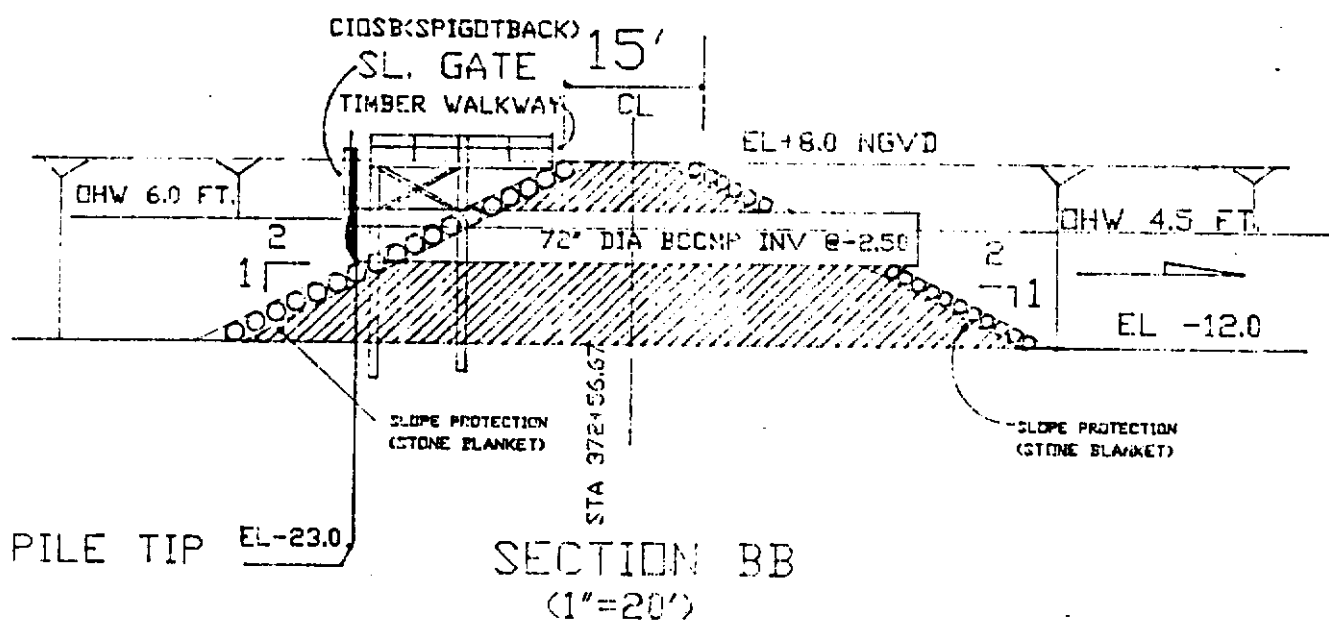 CIOSB(SPIGOTBACK)
SL. GATE
TIMBER WALKWAY
15'
CL
EL+8.0 NGVD
OHW 6.0 FT.
OHW 4.5 FT.
2
1
72" DIA BCCMP INV @-2.50
2
1
EL -12.0
SLOPE PROTECTION
(STONE BLANKET)
STA 372+56.67
SLOPE PROTECTION
(STONE BLANKET)
PILE TIP EL-23.0
SECTION BB
(1"=20')